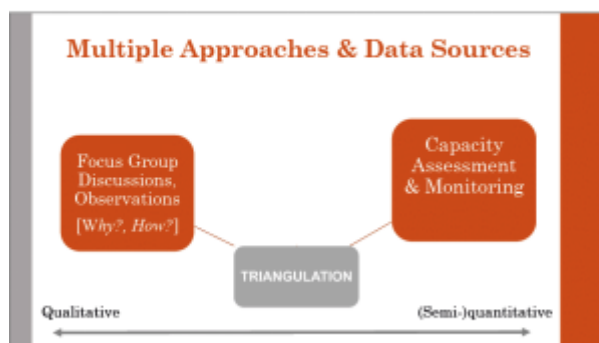 Multiple Approaches & Data Sources
Focus Group
Discussions,
Observations
[Why?, How?]
Capacity
Assessment
& Monitoring
TRIANGULATION
Qualitative
(Semi-)quantitative